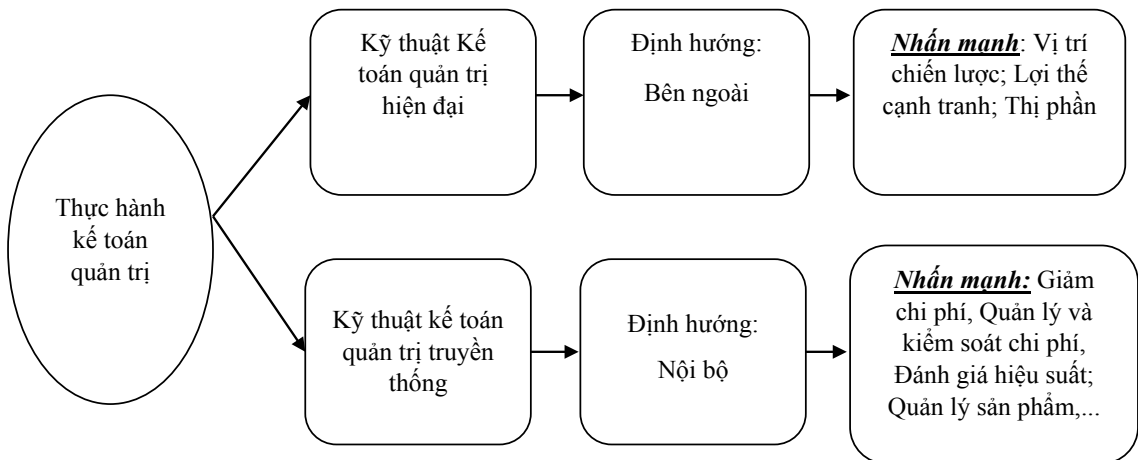 Thực hành
kế toán
quản trị
Kỹ thuật Kế
toán quản trị
hiện đại
Định hướng:
Bên ngoài
Nhấn mạnh: Vị trí
chiến lược; Lợi thế
cạnh tranh; Thị phần
Kỹ thuật kế toán
quản trị truyền
thống
Định hướng:
Nội bộ
Nhấn mạnh: Giảm
chi phí, Quản lý và
kiểm soát chi phí,
Đánh giá hiệu suất;
Quản lý sản phẩm,...